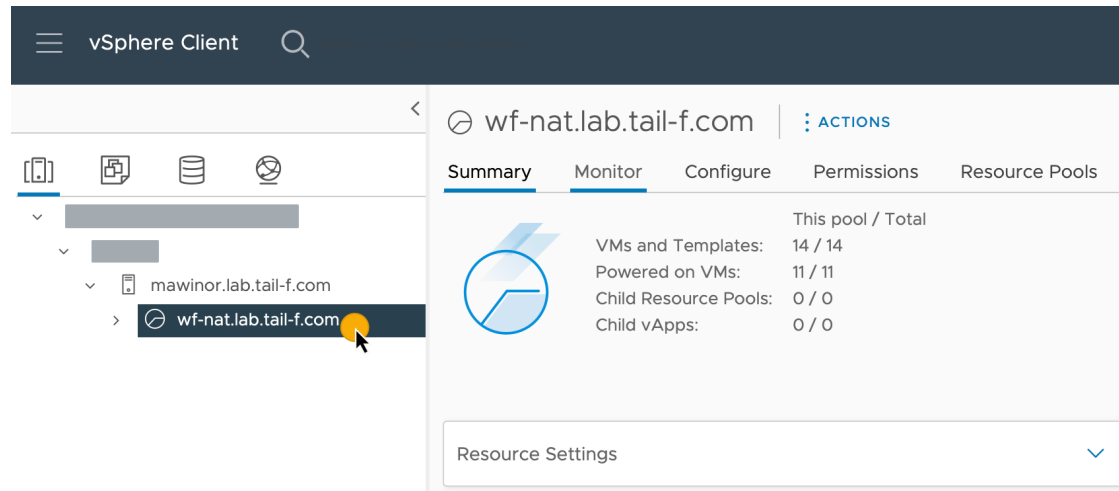 vSphere Client
wf-nat.lab.tail-f.com
ACTIONS
Summary Monitor Configure Permissions Resource Pools
mawinor.lab.tail-f.com
wf-nat.lab.tail-f.com
This pool / Total
VMs and Templates: 14 / 14
Powered on VMs: 11 / 11
Child Resource Pools: 0 / 0
Child vApps: 0 / 0
Resource Settings